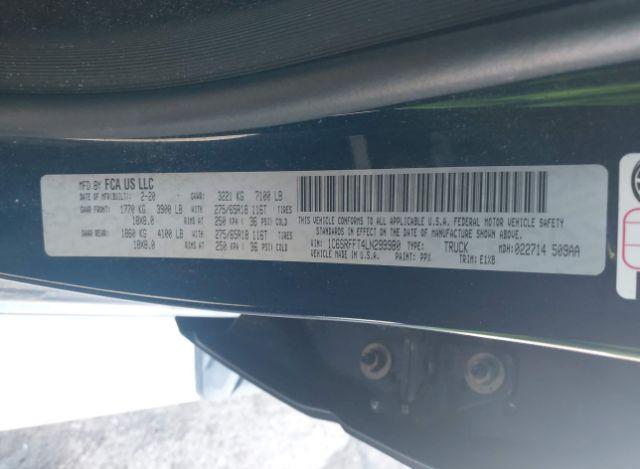 MFD BY FCA US LLC
DATE OF MFR(BUILT): 2-20 GVWR: 3221 KG 7100 LB
GAWR FRONT: 1770 KG 3900 LB WITH 275/65R18 116T TIRES
18X8.0 RIMS AT 250 KPA ( 36 PSI) COLD
GAWR REAR: 1860 KG 4100 LB WITH 275/65R18 116T TIRES
18X8.0 RIMS AT 250 KPA ( 36 PSI) COLD
THIS VEHICLE CONFORMS TO ALL APPLICABLE U.S.A. FEDERAL MOTOR VEHICLE SAFETY
STANDARDS IN EFFECT ON THE DATE OF MANUFACTURE SHOWN ABOVE.
VIN: 1C6SRFFT4LN299980 TYPE: TRUCK MDH: 022714 509AA
VEHICLE MADE IN U.S.A. PAINT: PPX TRIM: E1X8